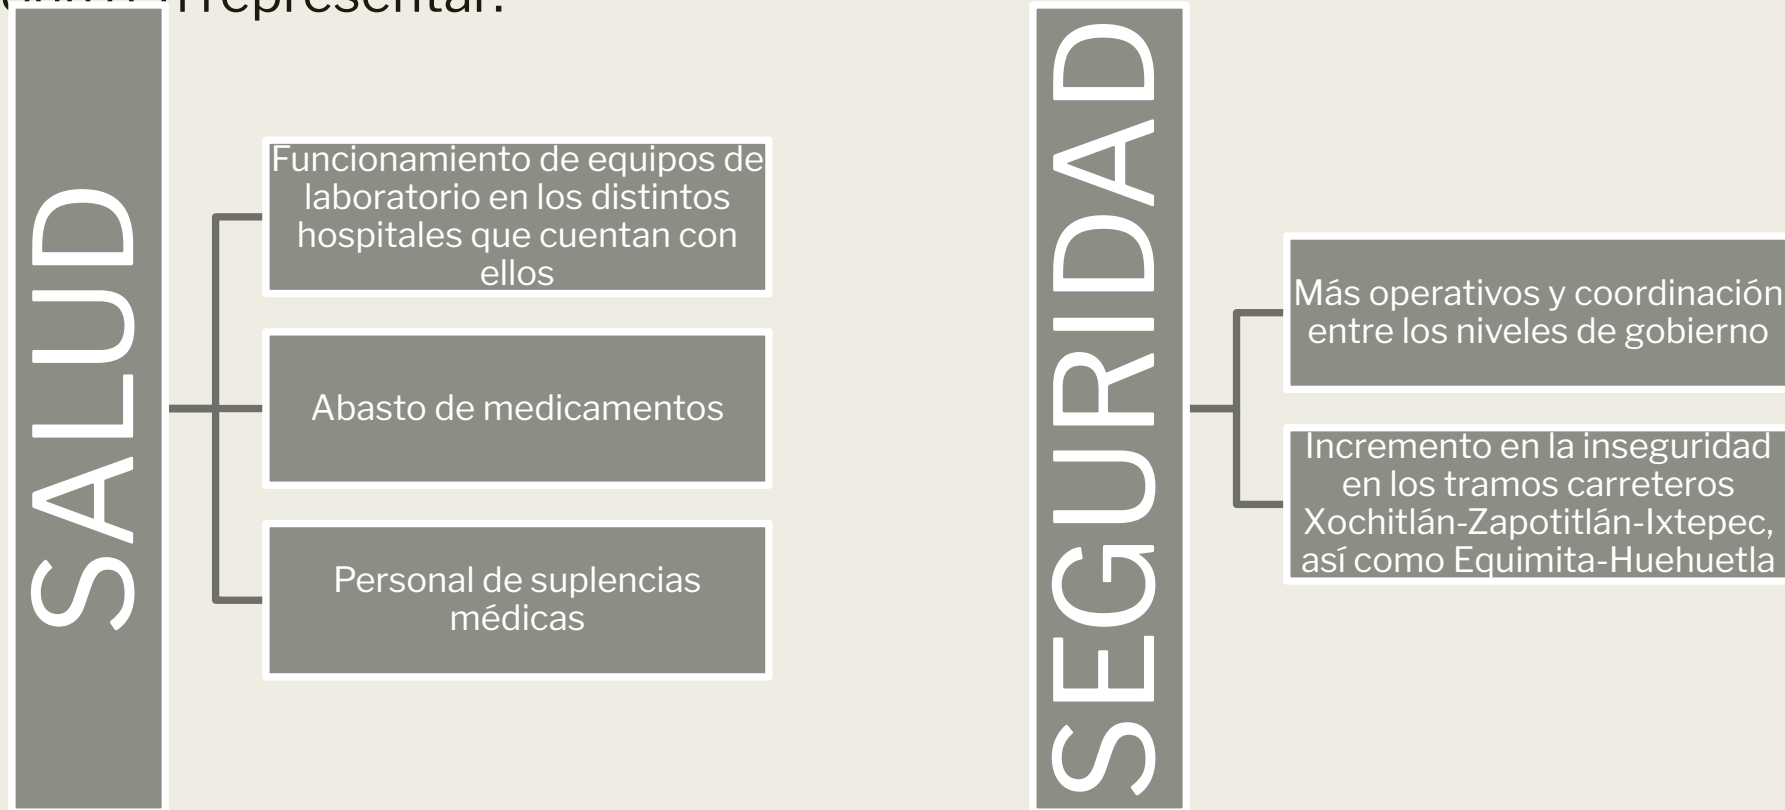 representar.
SALUD
Funcionamiento de equipos de
laboratorio en los distintos
hospitales que cuentan con
ellos
Abasto de medicamentos
Personal de suplencias
médicas
SEGURIDAD
Más operativos y coordinación
entre los niveles de gobierno
Incremento en la inseguridad
en los tramos carreteros
Xochitlán-Zapotitlán-Ixtepec,
así como Equimita-Huehuetla